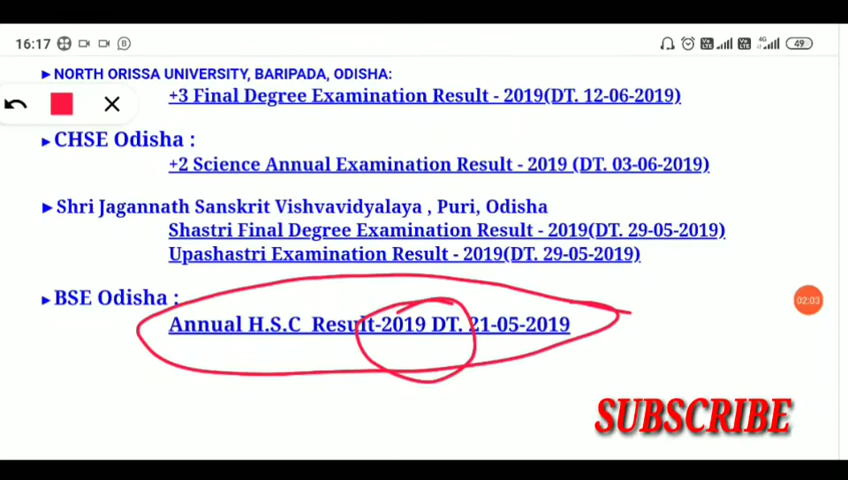 16:17 4G 49
►NORTH ORISSA UNIVERSITY, BARIPADA, ODISHA:
+3 Final Degree Examination Result - 2019(DT. 12-06-2019)
►CHSE Odisha :
+2 Science Annual Examination Result - 2019 (DT. 03-06-2019)
►Shri Jagannath Sanskrit Vishvavidyalaya , Puri, Odisha
Shastri Final Degree Examination Result - 2019(DT. 29-05-2019)
Upashastri Examination Result - 2019(DT. 29-05-2019)
►BSE Odisha :
02:03
Annual H.S.C Result-2019 DT. 21-05-2019
SUBSCRIBE